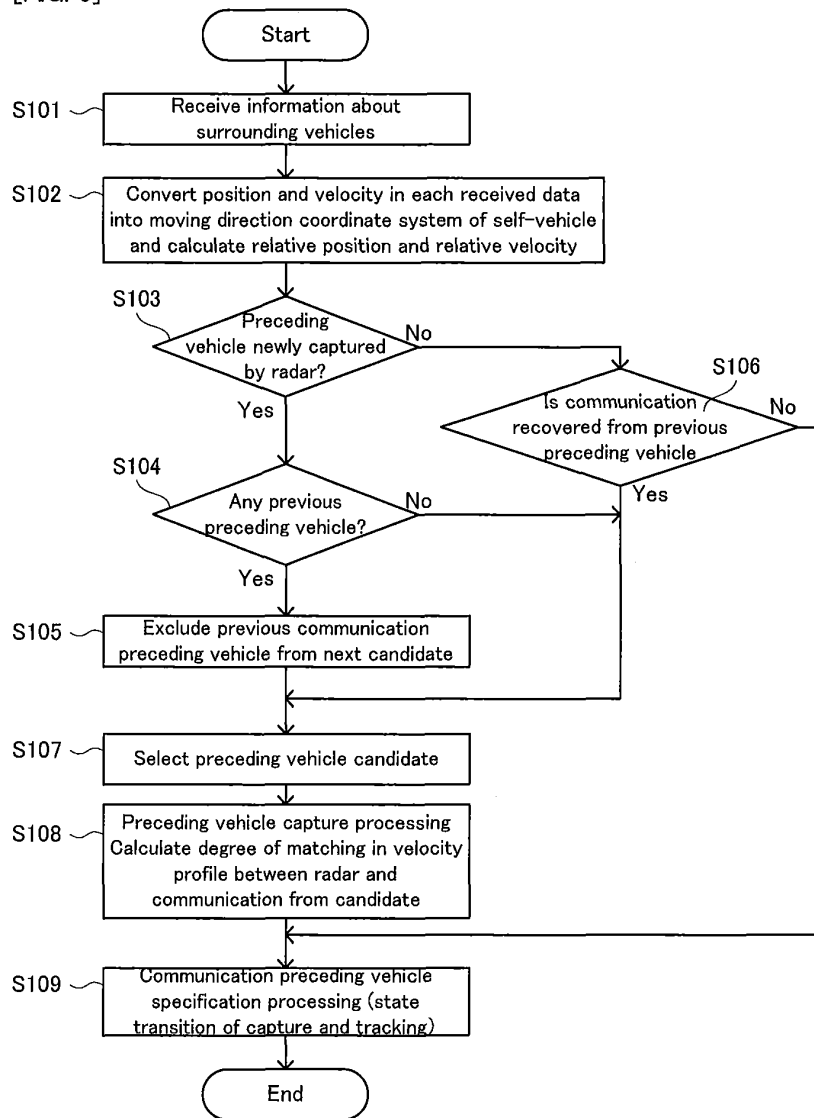 Start
S101
Receive information about
surrounding vehicles
S102
Convert position and velocity in each received data
into moving direction coordinate system of self-vehicle
and calculate relative position and relative velocity
S103
Preceding
vehicle newly captured
by radar?
No
Yes
S106
Is communication
recovered from previous
preceding vehicle
No
Yes
S104
Any previous
preceding vehicle?
No
Yes
S105
Exclude previous communication
preceding vehicle from next candidate
S107
Select preceding vehicle candidate
S108
Preceding vehicle capture processing
Calculate degree of matching in velocity
profile between radar and
communication from candidate
S109
Communication preceding vehicle
specification processing (state
transition of capture and tracking)
End